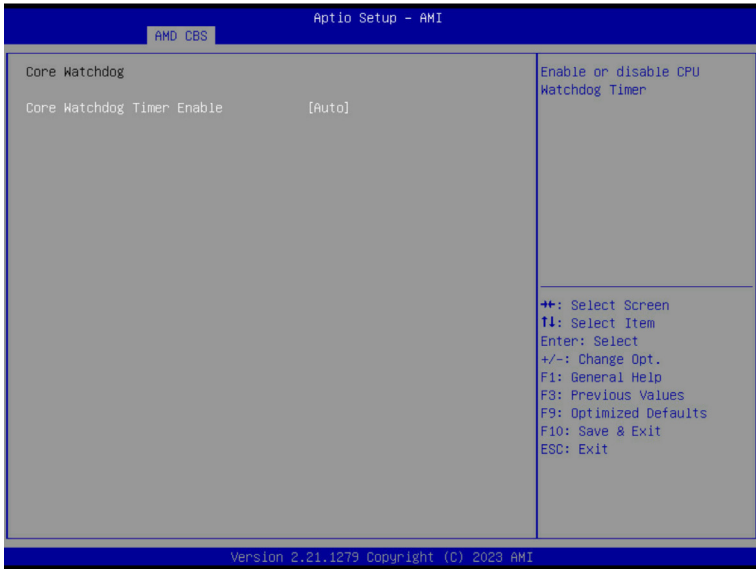 Aptio Setup – AMI
AMD CBS
Core Watchdog
Core Watchdog Timer Enable [Auto]
Enable or disable CPU
Watchdog Timer
→←: Select Screen
↑↓: Select Item
Enter: Select
+/-: Change Opt.
F1: General Help
F3: Previous Values
F9: Optimized Defaults
F10: Save & Exit
ESC: Exit
Version 2.21.1279 Copyright (C) 2023 AMI